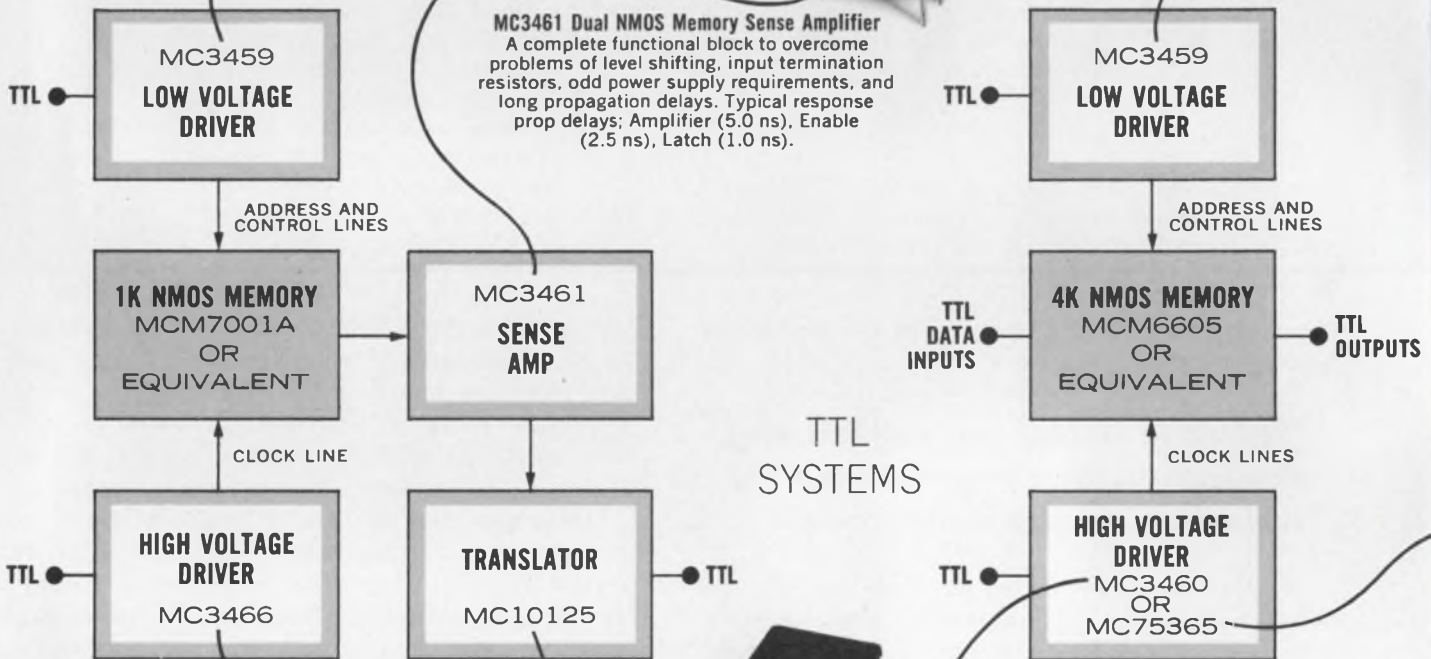 MC3461 Dual NMOS Memory Sense Amplifier
A complete functional block to overcome
problems of level shifting, input termination
resistors, odd power supply requirements, and
long propagation delays. Typical response
prop delays; Amplifier (5.0 ns), Enable
(2.5 ns), Latch (1.0 ns).
TTL
MC3459
LOW VOLTAGE
DRIVER
ADDRESS AND
CONTROL LINES
1K NMOS MEMORY
MCM7001A
OR
EQUIVALENT
MC3461
SENSE
AMP
CLOCK LINE
TTL
HIGH VOLTAGE
DRIVER
MC3466
TRANSLATOR
MC10125
TTL
TTL
SYSTEMS
TTL
MC3459
LOW VOLTAGE
DRIVER
ADDRESS AND
CONTROL LINES
TTL
DATA
INPUTS
4K NMOS MEMORY
MCM6605
OR
EQUIVALENT
TTL
OUTPUTS
CLOCK LINES
TTL
HIGH VOLTAGE
DRIVER
MC3460
OR
MC75365